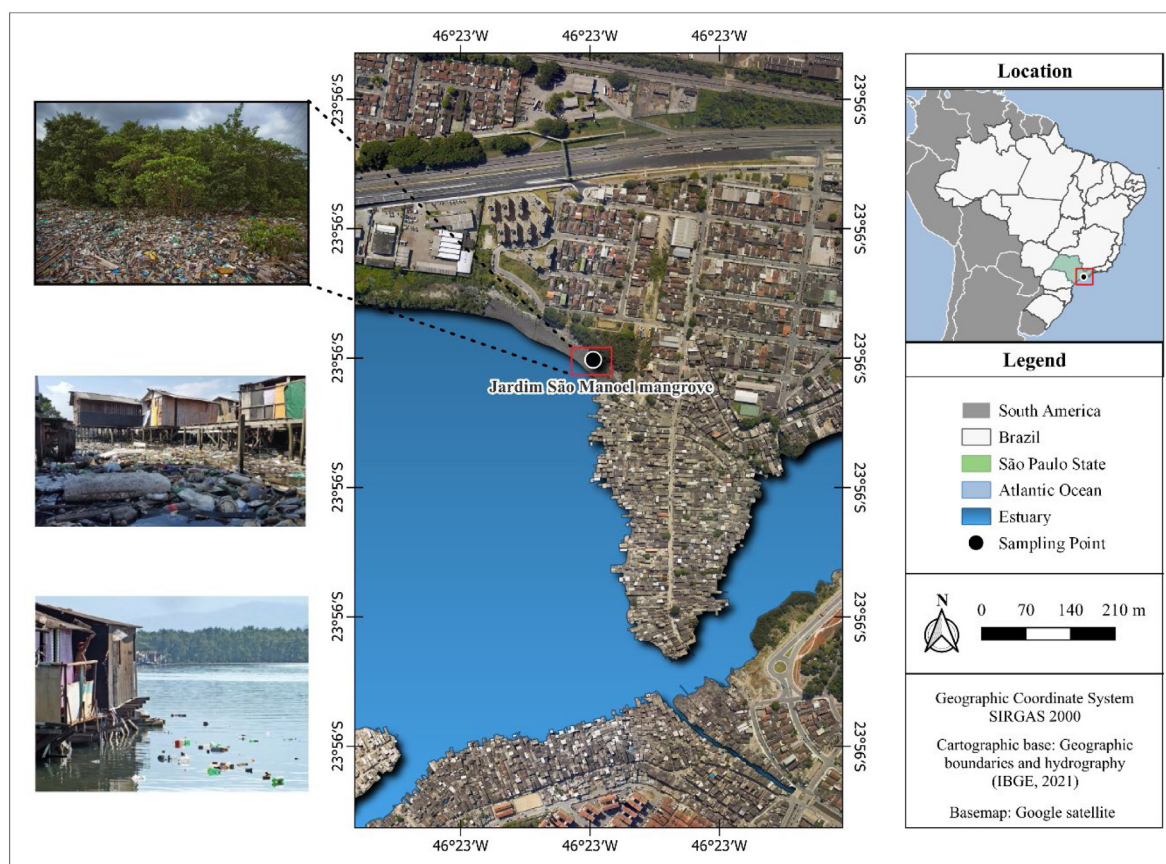 46°23'W 46°23'W 46°23'W
23°56'S 23°56'S
23°56'S 23°56'S
23°56'S 23°56'S
Jardim São Manoel mangrove
23°56'S 23°56'S
23°56'S 23°56'S
23°56'S 23°56'S
46°23'W 46°23'W 46°23'W
Location
Legend
South America
Brazil
São Paulo State
Atlantic Ocean
Estuary
Sampling Point
N
0 70 140 210 m
Geographic Coordinate System
SIRGAS 2000
Cartographic base: Geographic
boundaries and hydrography
(IBGE, 2021)
Basemap: Google satellite